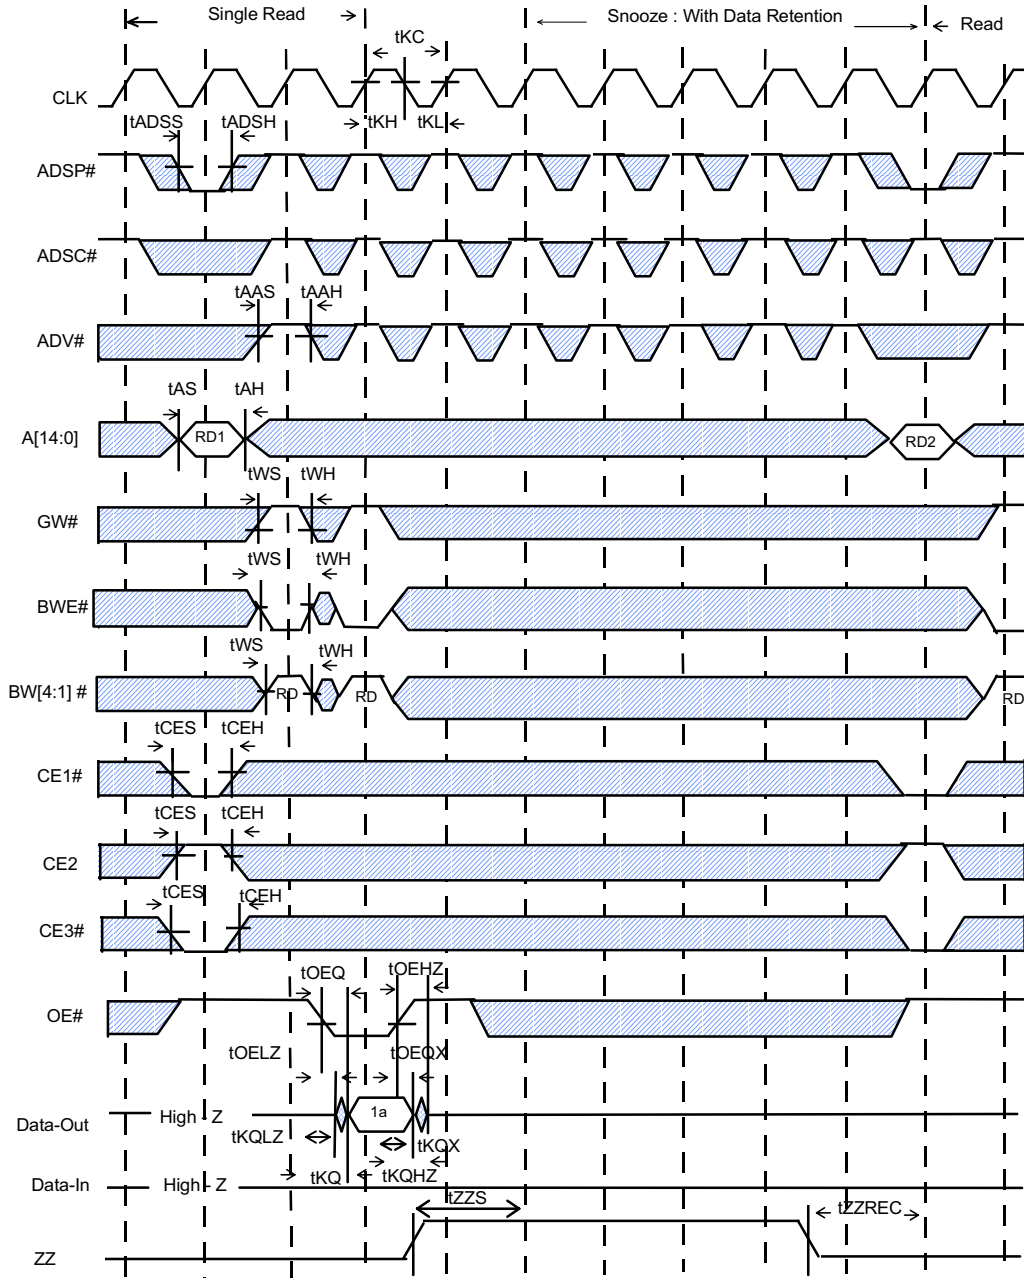 Single Read
Snooze : With Data Retention
Read
tKC
CLK
tKH
tKL
tADSS
tADSH
ADSP#
ADSC#
tAAS
tAAH
ADV#
tAS
tAH
A[14:0]
RD1
RD2
tWS
tWH
GW#
tWS
tWH
BWE#
tWS
tWH
BW[4:1] #
RD
RD
RD
tCES
tCEH
CE1#
tCES
tCEH
CE2
tCES
tCEH
CE3#
tOEQ
tOEHZ
OE#
tOELZ
tOEQX
Data-Out
High - Z
1a
tKQLZ
tKQX
Data-In
High - Z
tKQ
tKQHZ
tZZS
tZZREC
ZZ